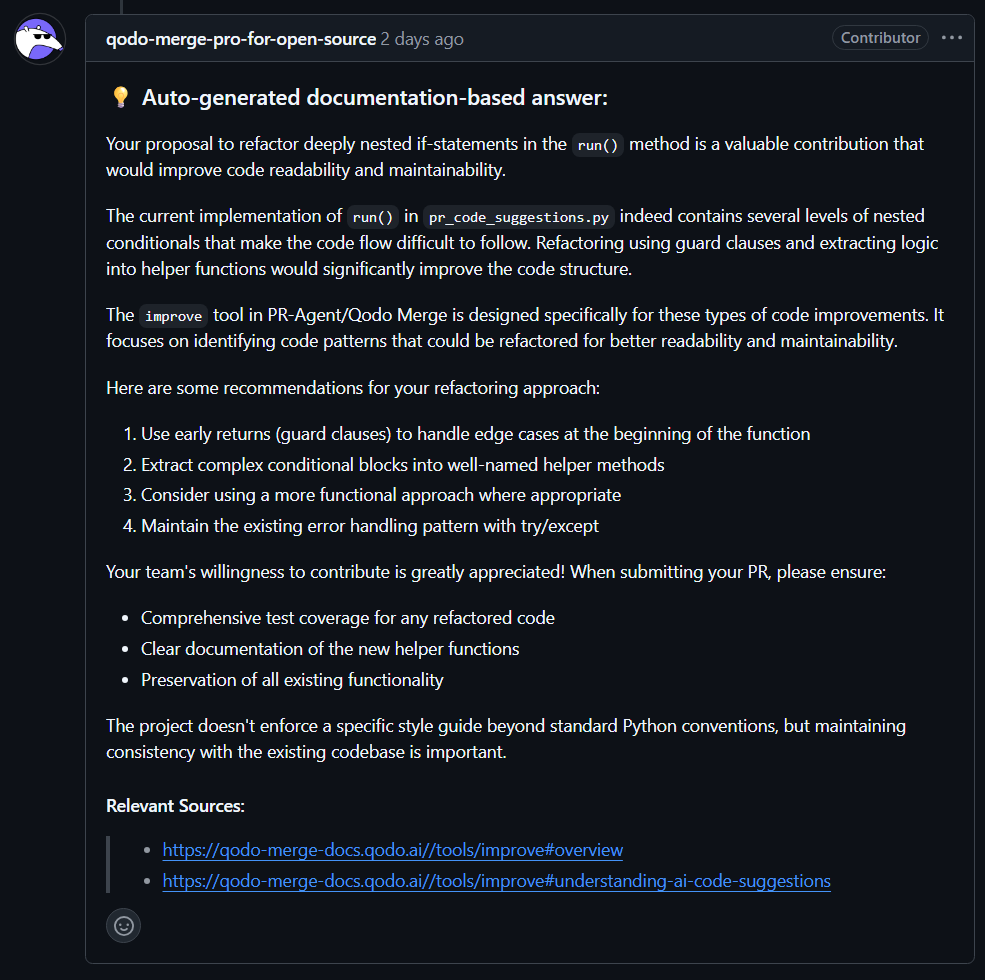 qodo-merge-pro-for-open-source 2 days ago Contributor ...
💡 Auto-generated documentation-based answer:
Your proposal to refactor deeply nested if-statements in the run() method is a valuable contribution that
would improve code readability and maintainability.
The current implementation of run() in pr_code_suggestions.py indeed contains several levels of nested
conditionals that make the code flow difficult to follow. Refactoring using guard clauses and extracting logic
into helper functions would significantly improve the code structure.
The improve tool in PR-Agent/Qodo Merge is designed specifically for these types of code improvements. It
focuses on identifying code patterns that could be refactored for better readability and maintainability.
Here are some recommendations for your refactoring approach:
1. Use early returns (guard clauses) to handle edge cases at the beginning of the function
2. Extract complex conditional blocks into well-named helper methods
3. Consider using a more functional approach where appropriate
4. Maintain the existing error handling pattern with try/except
Your team's willingness to contribute is greatly appreciated! When submitting your PR, please ensure:
• Comprehensive test coverage for any refactored code
• Clear documentation of the new helper functions
• Preservation of all existing functionality
The project doesn't enforce a specific style guide beyond standard Python conventions, but maintaining
consistency with the existing codebase is important.
Relevant Sources:
• https://qodo-merge-docs.qodo.ai//tools/improve#overview
• https://qodo-merge-docs.qodo.ai//tools/improve#understanding-ai-code-suggestions